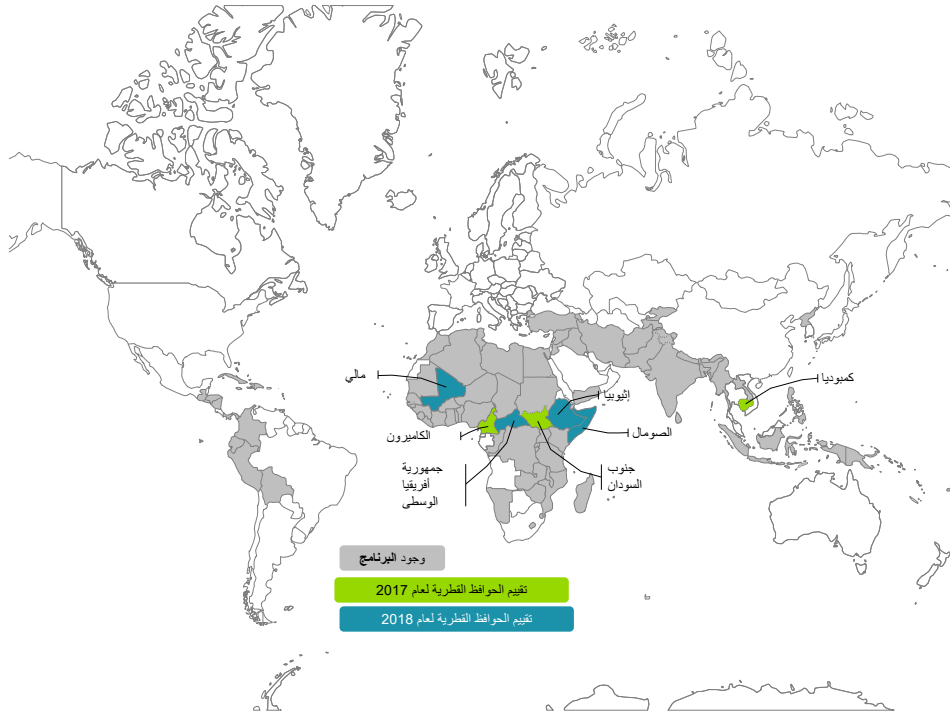 كمبوديا
مالي
إثيوبيا
الصومال
الكاميرون
جمهورية
أفريقيا
الوسطى
جنوب
السودان
وجود البرنامج
تقييم الحوافظ القطرية لعام 2017
تقييم الحوافظ القطرية لعام 2018